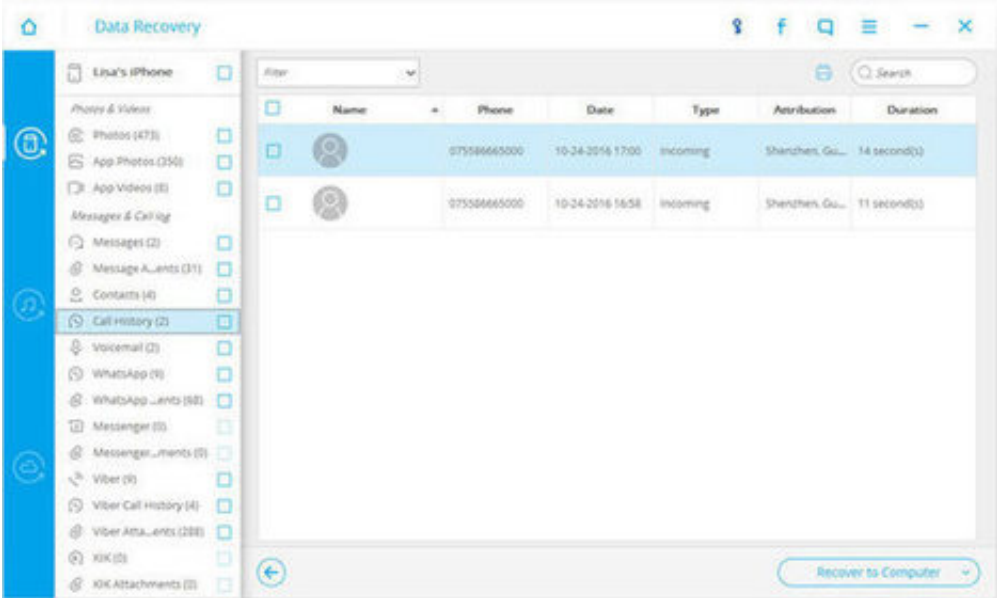 Data Recovery
Lisa's iPhone
Filter
Search
Photos & Videos
Photos (473)
App Photos (350)
App Videos (8)
Messages & Call log
Messages (2)
Message A...ents (31)
Contacts (4)
Call History (2)
Voicemail (2)
WhatsApp (9)
WhatsApp ...ents (98)
Messenger (0)
Messenger...ments (0)
Viber (9)
Viber Call History (4)
Viber Atta...ents (288)
KIK (0)
KIK Attachments (0)
Name Phone Date Type Attribution Duration
075586665000 10-24-2016 17:00 Incoming Shenzhen, Gu... 14 second(s)
075586665000 10-24-2016 16:58 Incoming Shenzhen, Gu... 11 second(s)
Recover to Computer